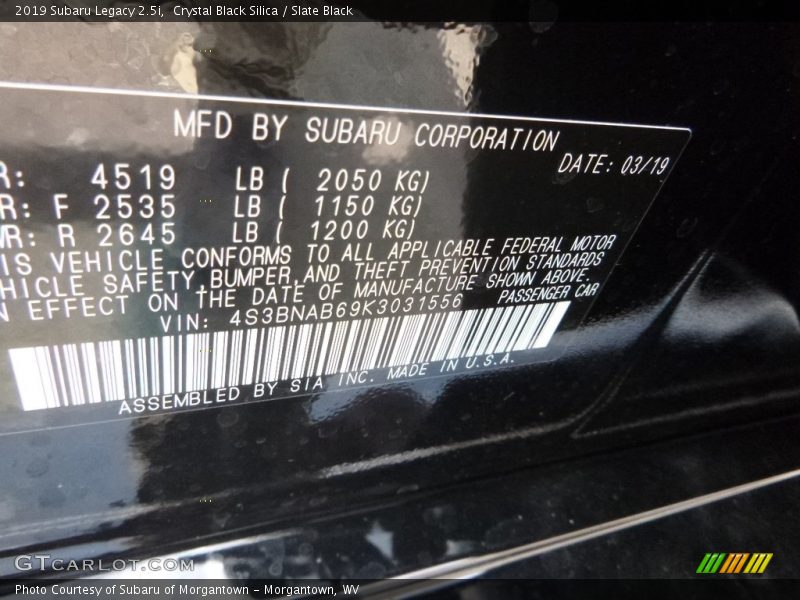 2019 Subaru Legacy 2.5i, Crystal Black Silica / Slate Black
MFD BY SUBARU CORPORATION
DATE: 03/19
R: 4519 LB ( 2050 KG)
R: F 2535 LB ( 1150 KG)
WR: R 2645 LB ( 1200 KG)
IS VEHICLE CONFORMS TO ALL APPLICABLE FEDERAL MOTOR
HICLE SAFETY,BUMPER,AND THEFT PREVENTION STANDARDS
N EFFECT ON THE DATE OF MANUFACTURE SHOWN ABOVE.
VIN: 4S3BNAB69K3031556 PASSENGER CAR
ASSEMBLED BY SIA INC. MADE IN U.S.A.
GTCARLOT.COM
Photo Courtesy of Subaru of Morgantown - Morgantown, WV